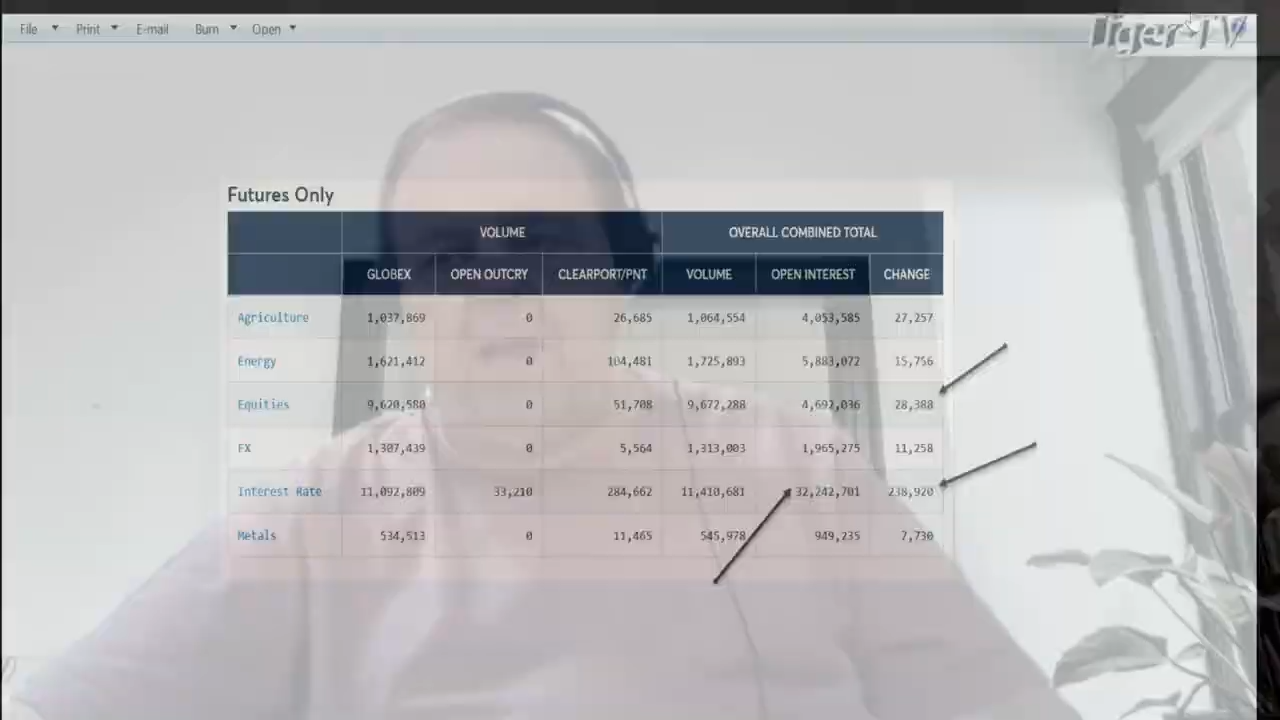 File Print E-mail Burn Open
Tiger TV
Futures Only
VOLUME OVERALL COMBINED TOTAL
GLOBEX OPEN OUTCRY CLEARPORT/PNT VOLUME OPEN INTEREST CHANGE
Agriculture 1,037,869 0 26,685 1,064,554 4,053,585 27,257
Energy 1,621,412 0 104,481 1,725,893 5,883,072 15,756
Equities 9,620,580 0 51,708 9,672,288 4,692,036 28,388
FX 1,307,439 0 5,564 1,313,003 1,965,275 11,258
Interest Rate 11,092,809 33,210 284,662 11,410,681 32,242,701 238,920
Metals 534,513 0 11,465 545,978 949,235 7,730